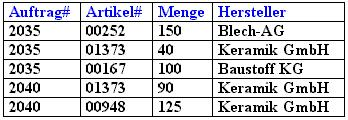 Auftrag# Artikel# Menge Hersteller
2035 00252 150 Blech-AG
2035 01373 40 Keramik GmbH
2035 00167 100 Baustoff KG
2040 01373 90 Keramik GmbH
2040 00948 125 Keramik GmbH